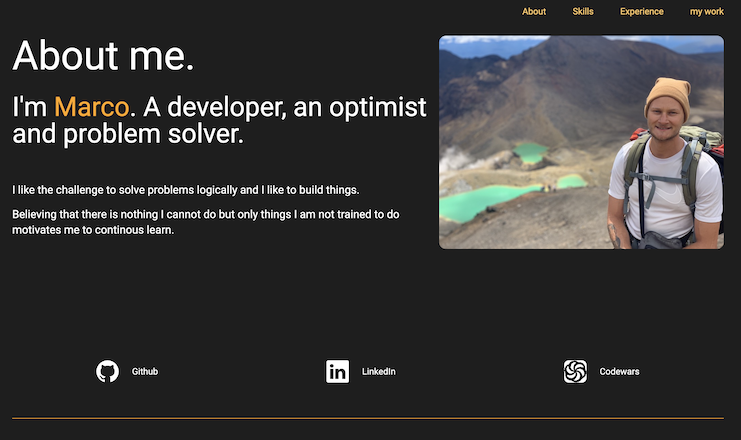 About Skills Experience my work
About me.
I'm Marco. A developer, an optimist
and problem solver.
I like the challenge to solve problems logically and I like to build things.
Believing that there is nothing I cannot do but only things I am not trained to do
motivates me to continous learn.
Github LinkedIn Codewars